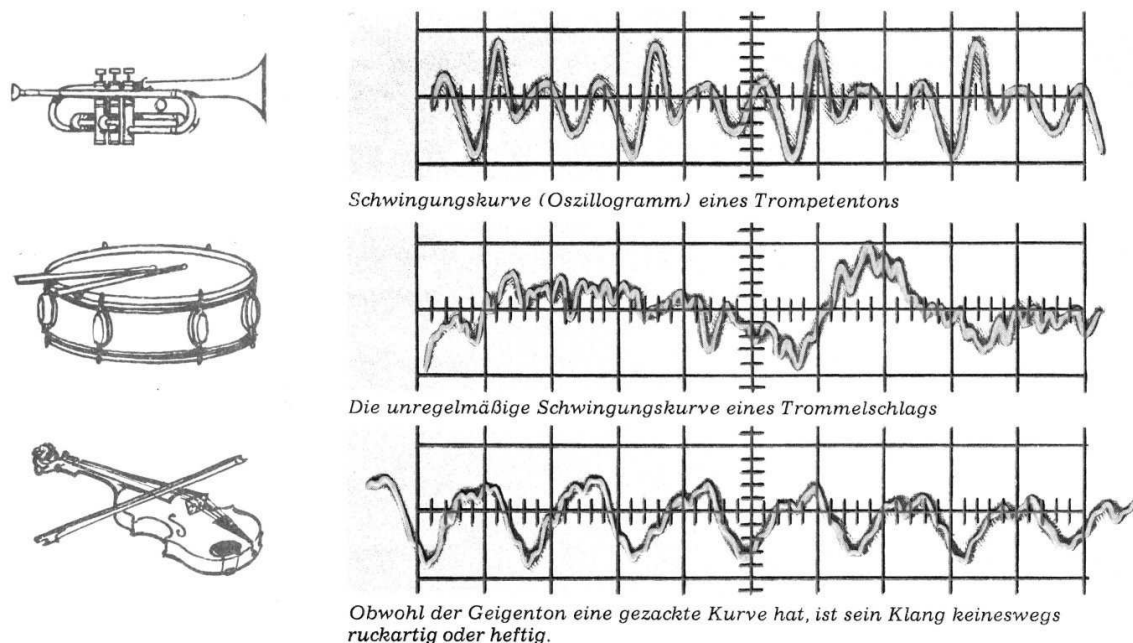 Schwingungskurve (Oszillogramm) eines Trompetentons
Die unregelmäßige Schwingungskurve eines Trommelschlags
Obwohl der Geigenton eine gezackte Kurve hat, ist sein Klang keineswegs
ruckartig oder heftig.